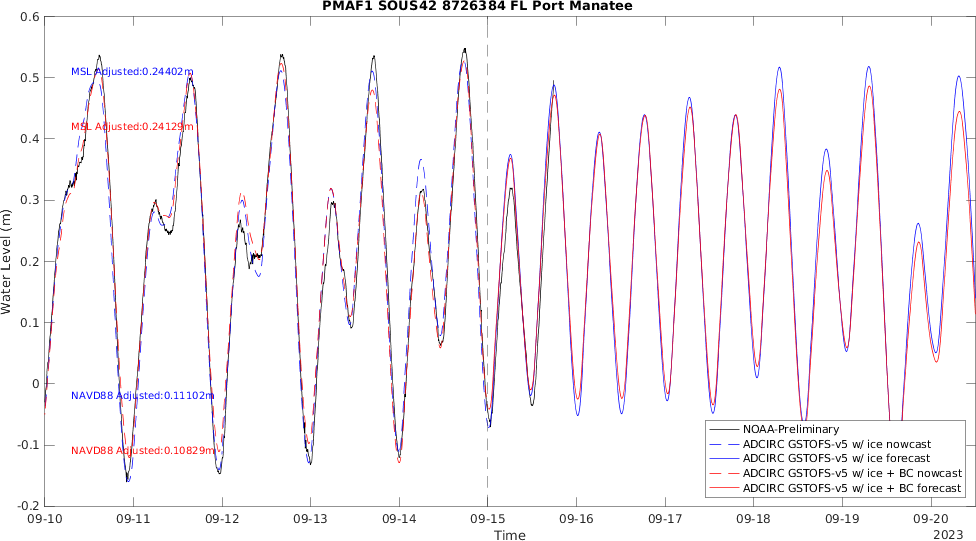 PMAF1 SOUS42 8726384 FL Port Manatee
0.6
0.5
0.4
0.3
0.2
0.1
0
-0.1
-0.2
Water Level (m)
MSL Adjusted:0.24402m
MSL Adjusted:0.24129m
NAVD88 Adjusted:0.11102m
NAVD88 Adjusted:0.10829m
NOAA-Preliminary
ADCIRC GSTOFS-v5 w/ ice nowcast
ADCIRC GSTOFS-v5 w/ ice forecast
ADCIRC GSTOFS-v5 w/ ice + BC nowcast
ADCIRC GSTOFS-v5 w/ ice + BC forecast
09-10 09-11 09-12 09-13 09-14 09-15 09-16 09-17 09-18 09-19 09-20
Time
2023